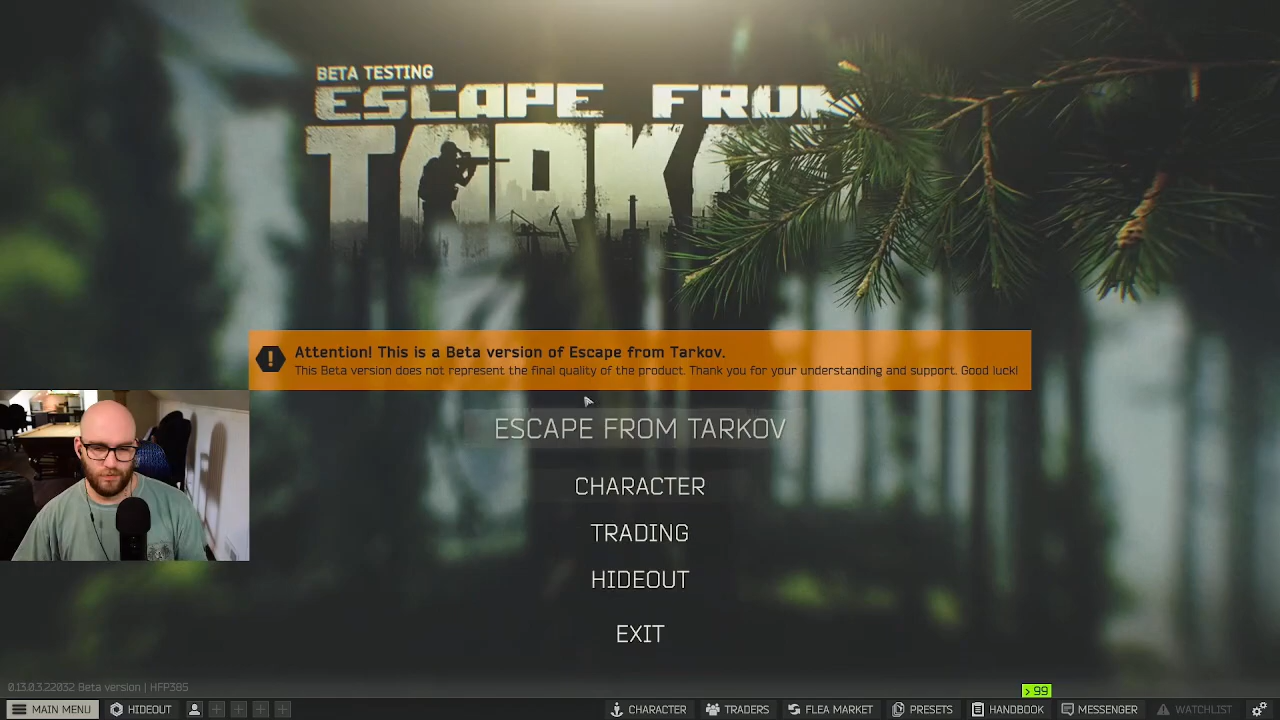 BETA TESTING
ESCAPE FROM
TARKO
Attention! This is a Beta version of Escape from Tarkov.
This Beta version does not represent the final quality of the product. Thank you for your understanding and support. Good luck!
ESCAPE FROM TARKOV
CHARACTER
TRADING
HIDEOUT
EXIT
0.13.0.3.22032 Beta version | HFP38S
> 99
MAIN MENU HIDEOUT CHARACTER TRADERS FLEA MARKET PRESETS HANDBOOK MESSENGER WATCHLIST